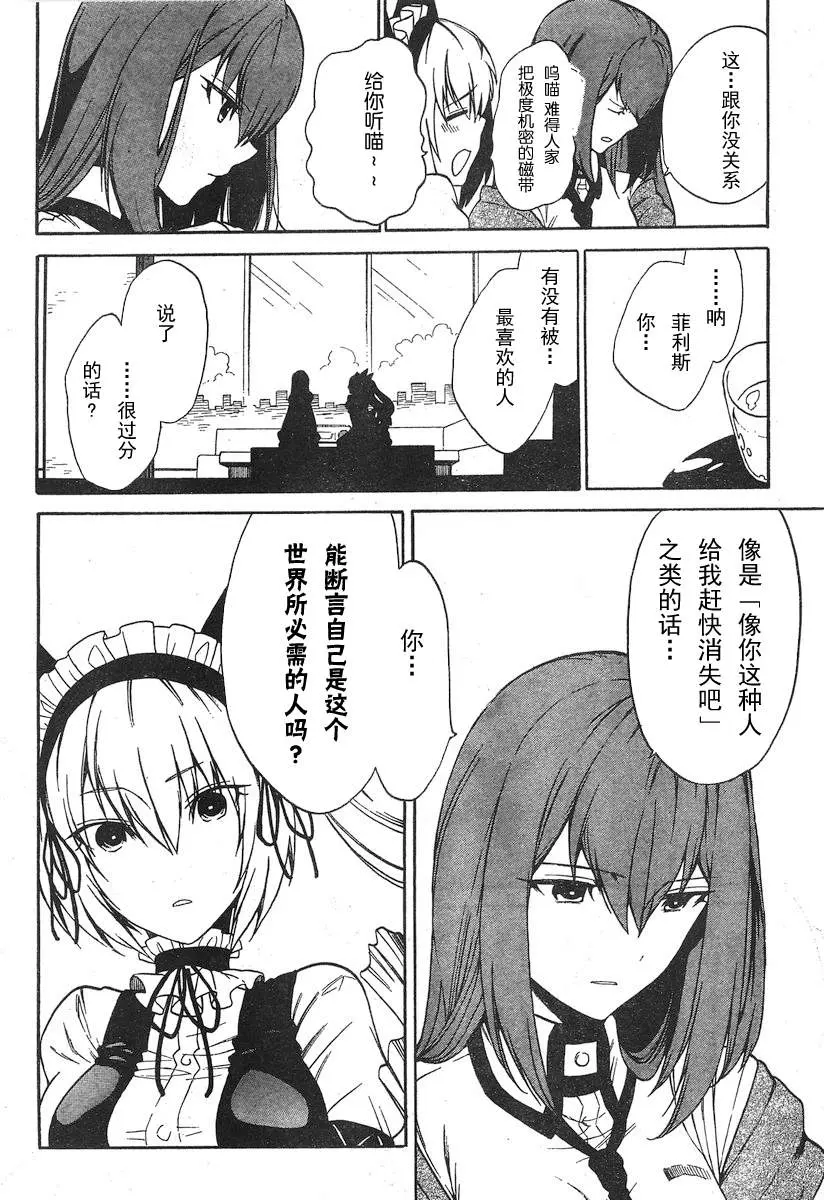 这…跟你没关系
呜喵 难得人家
把极度机密的磁带
给你听喵~~
……呐
菲利斯
你…
有没有被…
最喜欢的人
说了
……很过分
的话?
像是「像你这种人
给我赶快消失吧」
之类的话…
你…
能断言自己是这个
世界所必需的人吗?